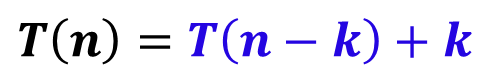 T(n) = T(n − k) + k